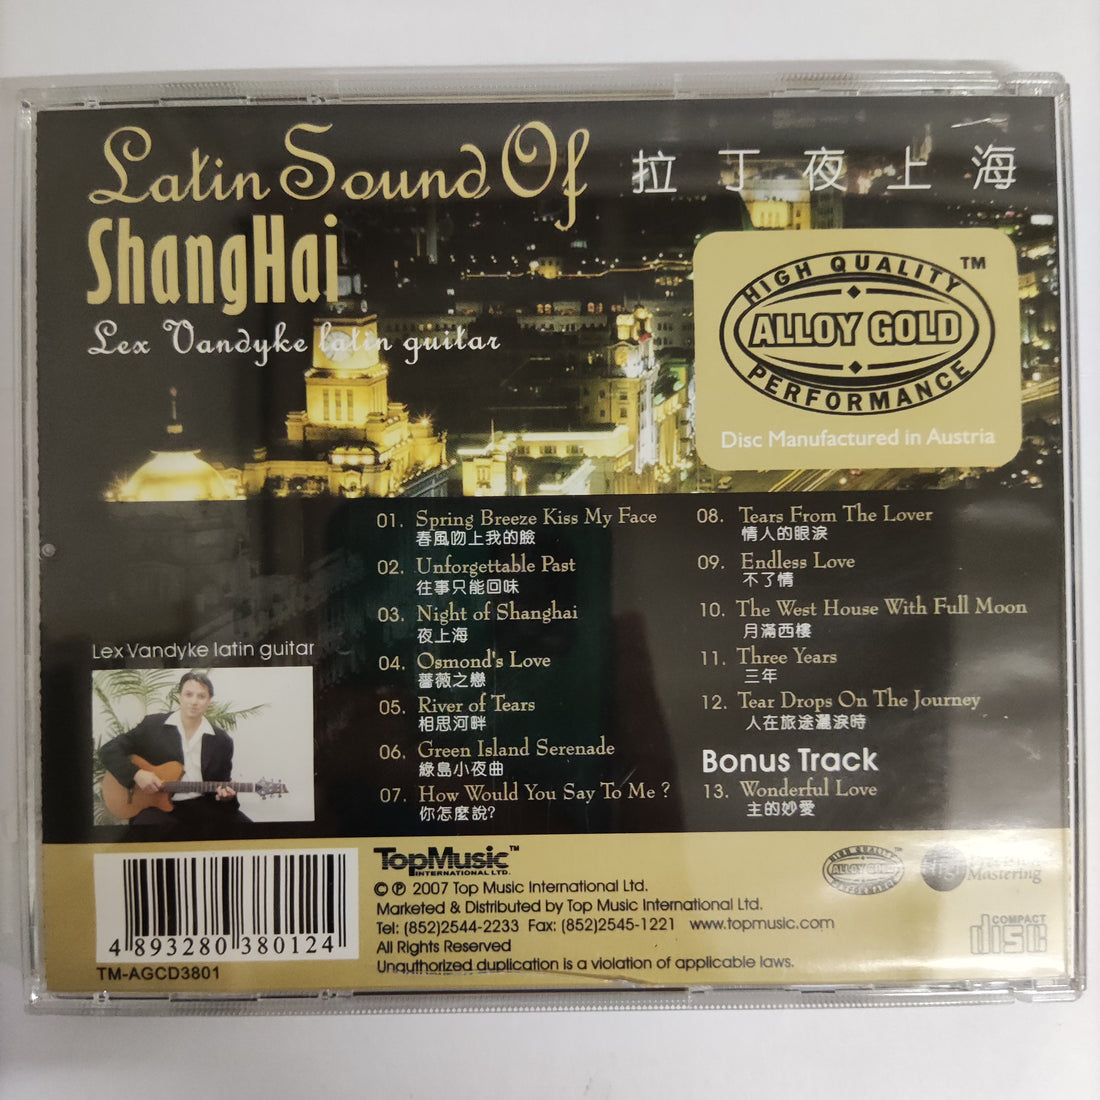 Latin Sound Of
ShangHai
Lex Vandyke latin guitar
拉丁夜上海
HIGH QUALITY ™
ALLOY GOLD
PERFORMANCE
Disc Manufactured in Austria
01. Spring Breeze Kiss My Face
春風吻上我的臉
02. Unforgettable Past
往事只能回味
03. Night of Shanghai
夜上海
04. Osmond's Love
薔薇之戀
05. River of Tears
相思河畔
06. Green Island Serenade
綠島小夜曲
07. How Would You Say To Me ?
你怎麼說?
08. Tears From The Lover
情人的眼淚
09. Endless Love
不了情
10. The West House With Full Moon
月滿西樓
11. Three Years
三年
12. Tear Drops On The Journey
人在旅途灑淚時
Bonus Track
13. Wonderful Love
主的妙愛
Lex Vandyke latin guitar
4 893280 380124
TM-AGCD3801
TopMusic™
INTERNATIONAL LTD.
© ℗ 2007 Top Music International Ltd.
Marketed & Distributed by Top Music International Ltd.
Tel: (852)2544-2233 Fax: (852)2545-1221 www.topmusic.com
All Rights Reserved
Unauthorized duplication is a violation of applicable laws.
HIGH QUALITY
ALLOY GOLD
PERFORMANCE
Mastering
COMPACT
disc